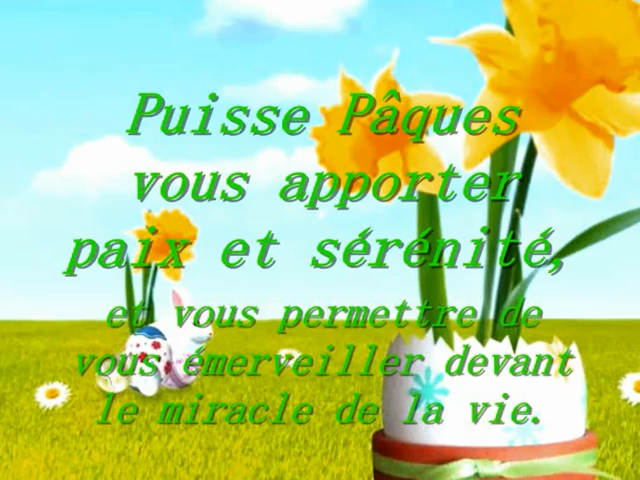 Puisse Pâques
vous apporter
paix et sérénité,
et vous permettre de
vous émerveiller devant
le miracle de la vie.